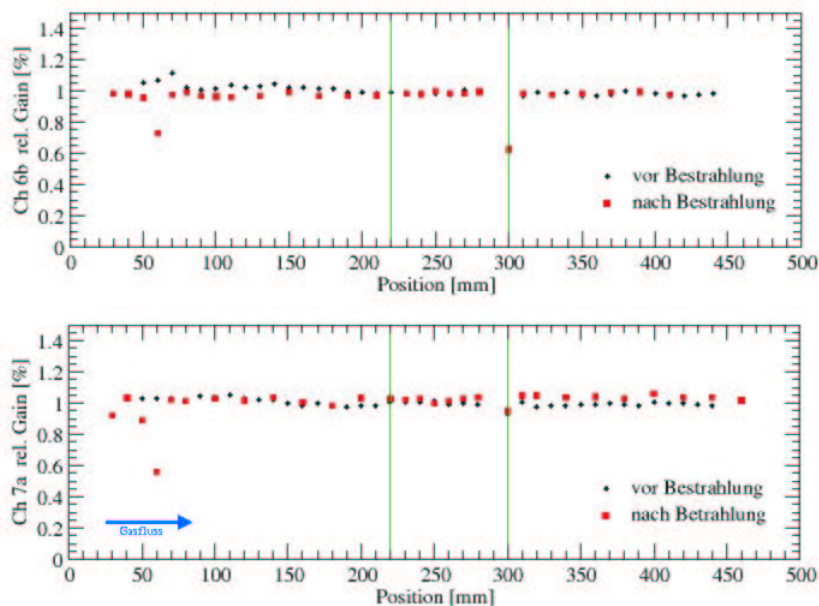 1.4
1.2
1
0.8
0.6
0.4
0.2
0
Ch 6b rel. Gain [%]
vor Bestrahlung
nach Bestrahlung
0 50 100 150 200 250 300 350 400 450 500
Position [mm]
1.4
1.2
1
0.8
0.6
0.4
0.2
0
Ch 7a rel. Gain [%]
vor Bestrahlung
nach Betrahlung
Gasfluss
0 50 100 150 200 250 300 350 400 450 500
Position [mm]